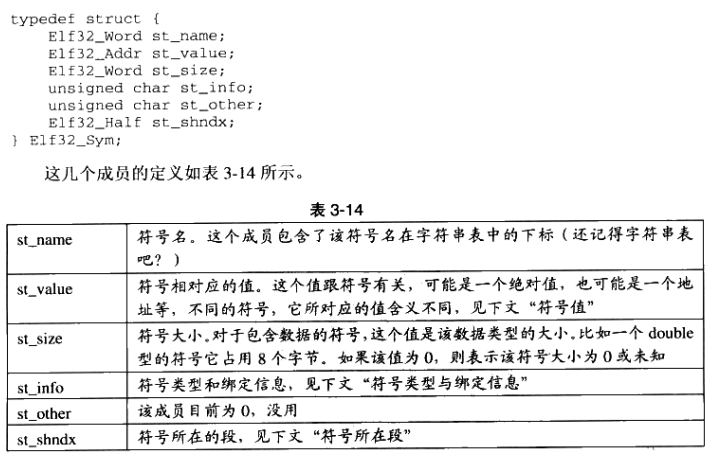 typedef struct {
Elf32_Word st_name;
Elf32_Addr st_value;
Elf32_Word st_size;
unsigned char st_info;
unsigned char st_other;
Elf32_Half st_shndx;
} Elf32_Sym;
这几个成员的定义如表 3-14 所示。
表 3-14
st_name
符号名。这个成员包含了该符号名在字符串表中的下标（还记得字符串表
吧？）
st_value
符号相对应的值。这个值跟符号有关，可能是一个绝对值，也可能是一个地
址等，不同的符号，它所对应的值含义不同，见下文“符号值”
st_size
符号大小。对于包含数据的符号，这个值是该数据类型的大小。比如一个 double
型的符号它占用 8 个字节。如果该值为 0，则表示该符号大小为 0 或未知
st_info
符号类型和绑定信息，见下文“符号类型与绑定信息”
st_other
该成员目前为 0，没用
st_shndx
符号所在的段，见下文“符号所在段”